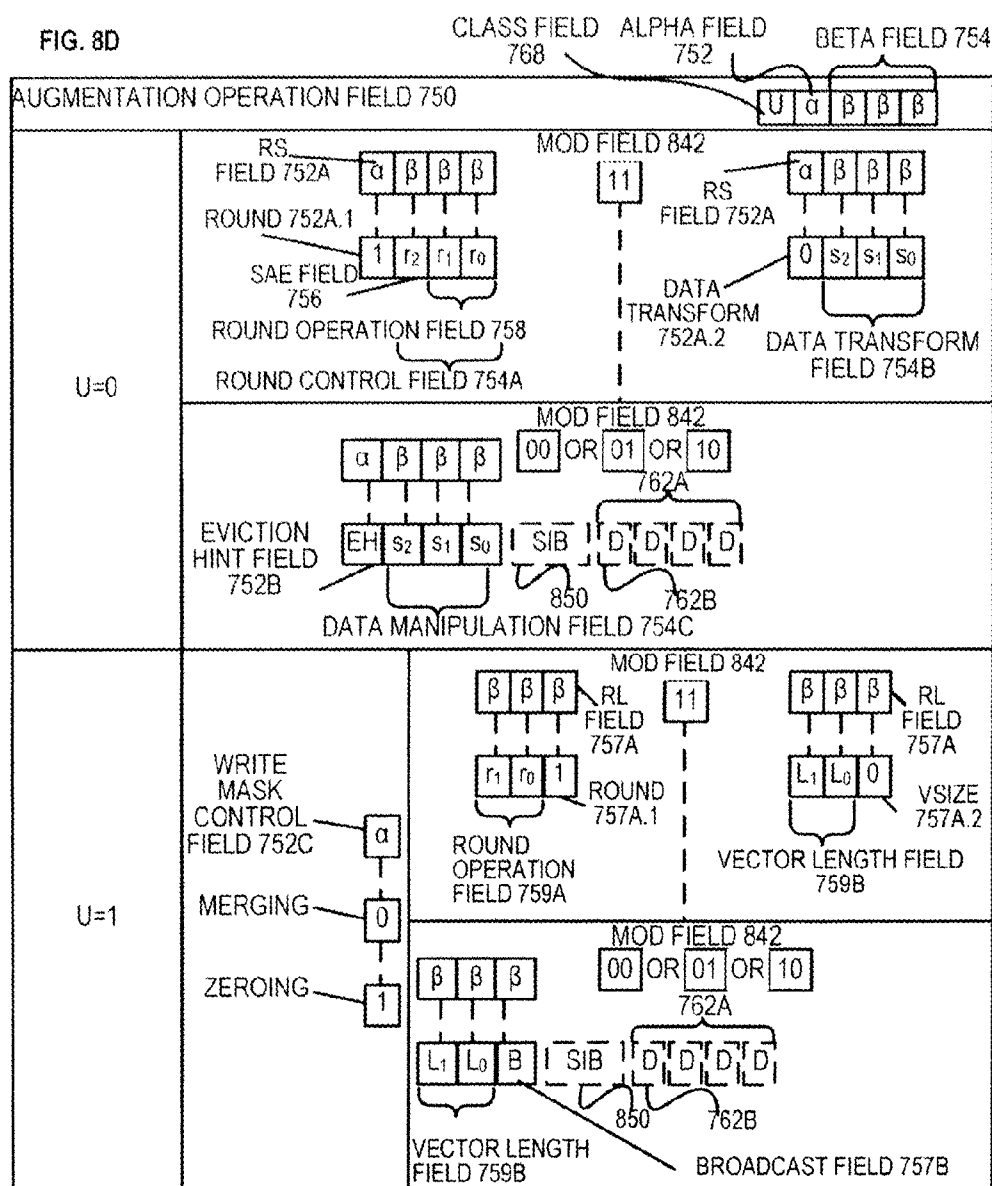 FIG. 8D
CLASS FIELD 768
ALPHA FIELD 752
BETA FIELD 754
AUGMENTATION OPERATION FIELD 750
U α β β β
U=0
RS FIELD 752A
α β β β
ROUND 752A.1
1 r2 r1 r0
SAE FIELD 756
ROUND OPERATION FIELD 758
ROUND CONTROL FIELD 754A
MOD FIELD 842
11
α β β β
RS FIELD 752A
0 s2 s1 s0
DATA TRANSFORM 752A.2
DATA TRANSFORM FIELD 754B
MOD FIELD 842
00 OR 01 OR 10
α β β β
762A
EVICTION HINT FIELD 752B
EH s2 s1 s0 SIB D D D D
850 762B
DATA MANIPULATION FIELD 754C
U=1
WRITE MASK CONTROL FIELD 752C
α
MERGING
0
ZEROING
1
MOD FIELD 842
11
β β β
RL FIELD 757A
r1 r0 1
ROUND 757A.1
ROUND OPERATION FIELD 759A
β β β
RL FIELD 757A
L1 L0 0
VSIZE 757A.2
VECTOR LENGTH FIELD 759B
MOD FIELD 842
00 OR 01 OR 10
β β β
762A
L1 L0 B SIB D D D D
850 762B
VECTOR LENGTH FIELD 759B
BROADCAST FIELD 757B